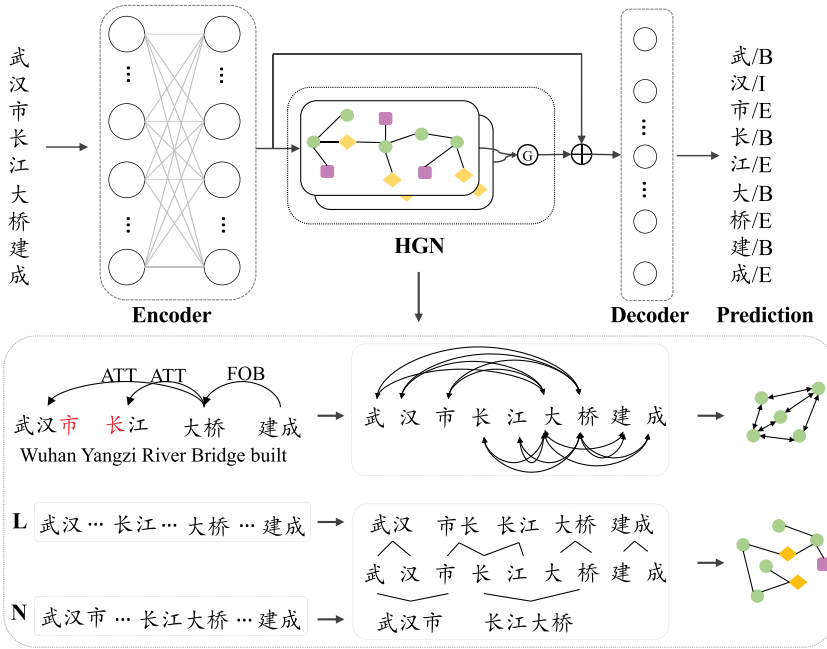 武
汉
市
长
江
大
桥
建
成
Encoder
G
HGN
Decoder
武/B
汉/I
市/E
长/B
江/E
大/B
桥/E
建/B
成/E
Prediction
ATT ATT FOB
武汉市 长江 大桥 建成
Wuhan Yangzi River Bridge built
武 汉 市 长 江 大 桥 建 成
L 武汉 ··· 长江 ··· 大桥 ··· 建成
武汉 市长 长江 大桥 建成
武 汉 市 长 江 大 桥 建 成
N 武汉市 ··· 长江大桥 ··· 建成
武汉市 长江大桥